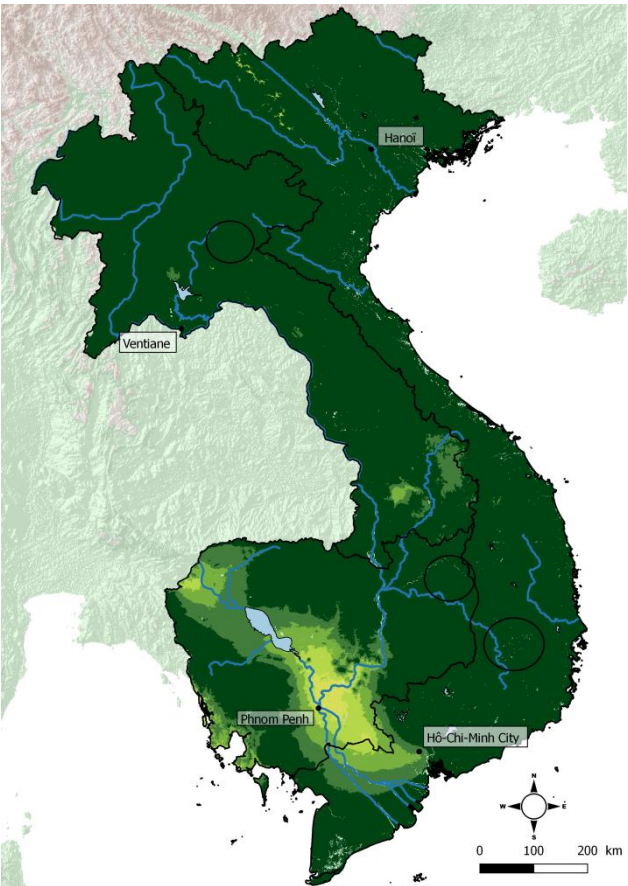 Hanoï
Ventiane
Phnom Penh
Hô-Chi-Minh City
N
W E
S
0 100 200 km